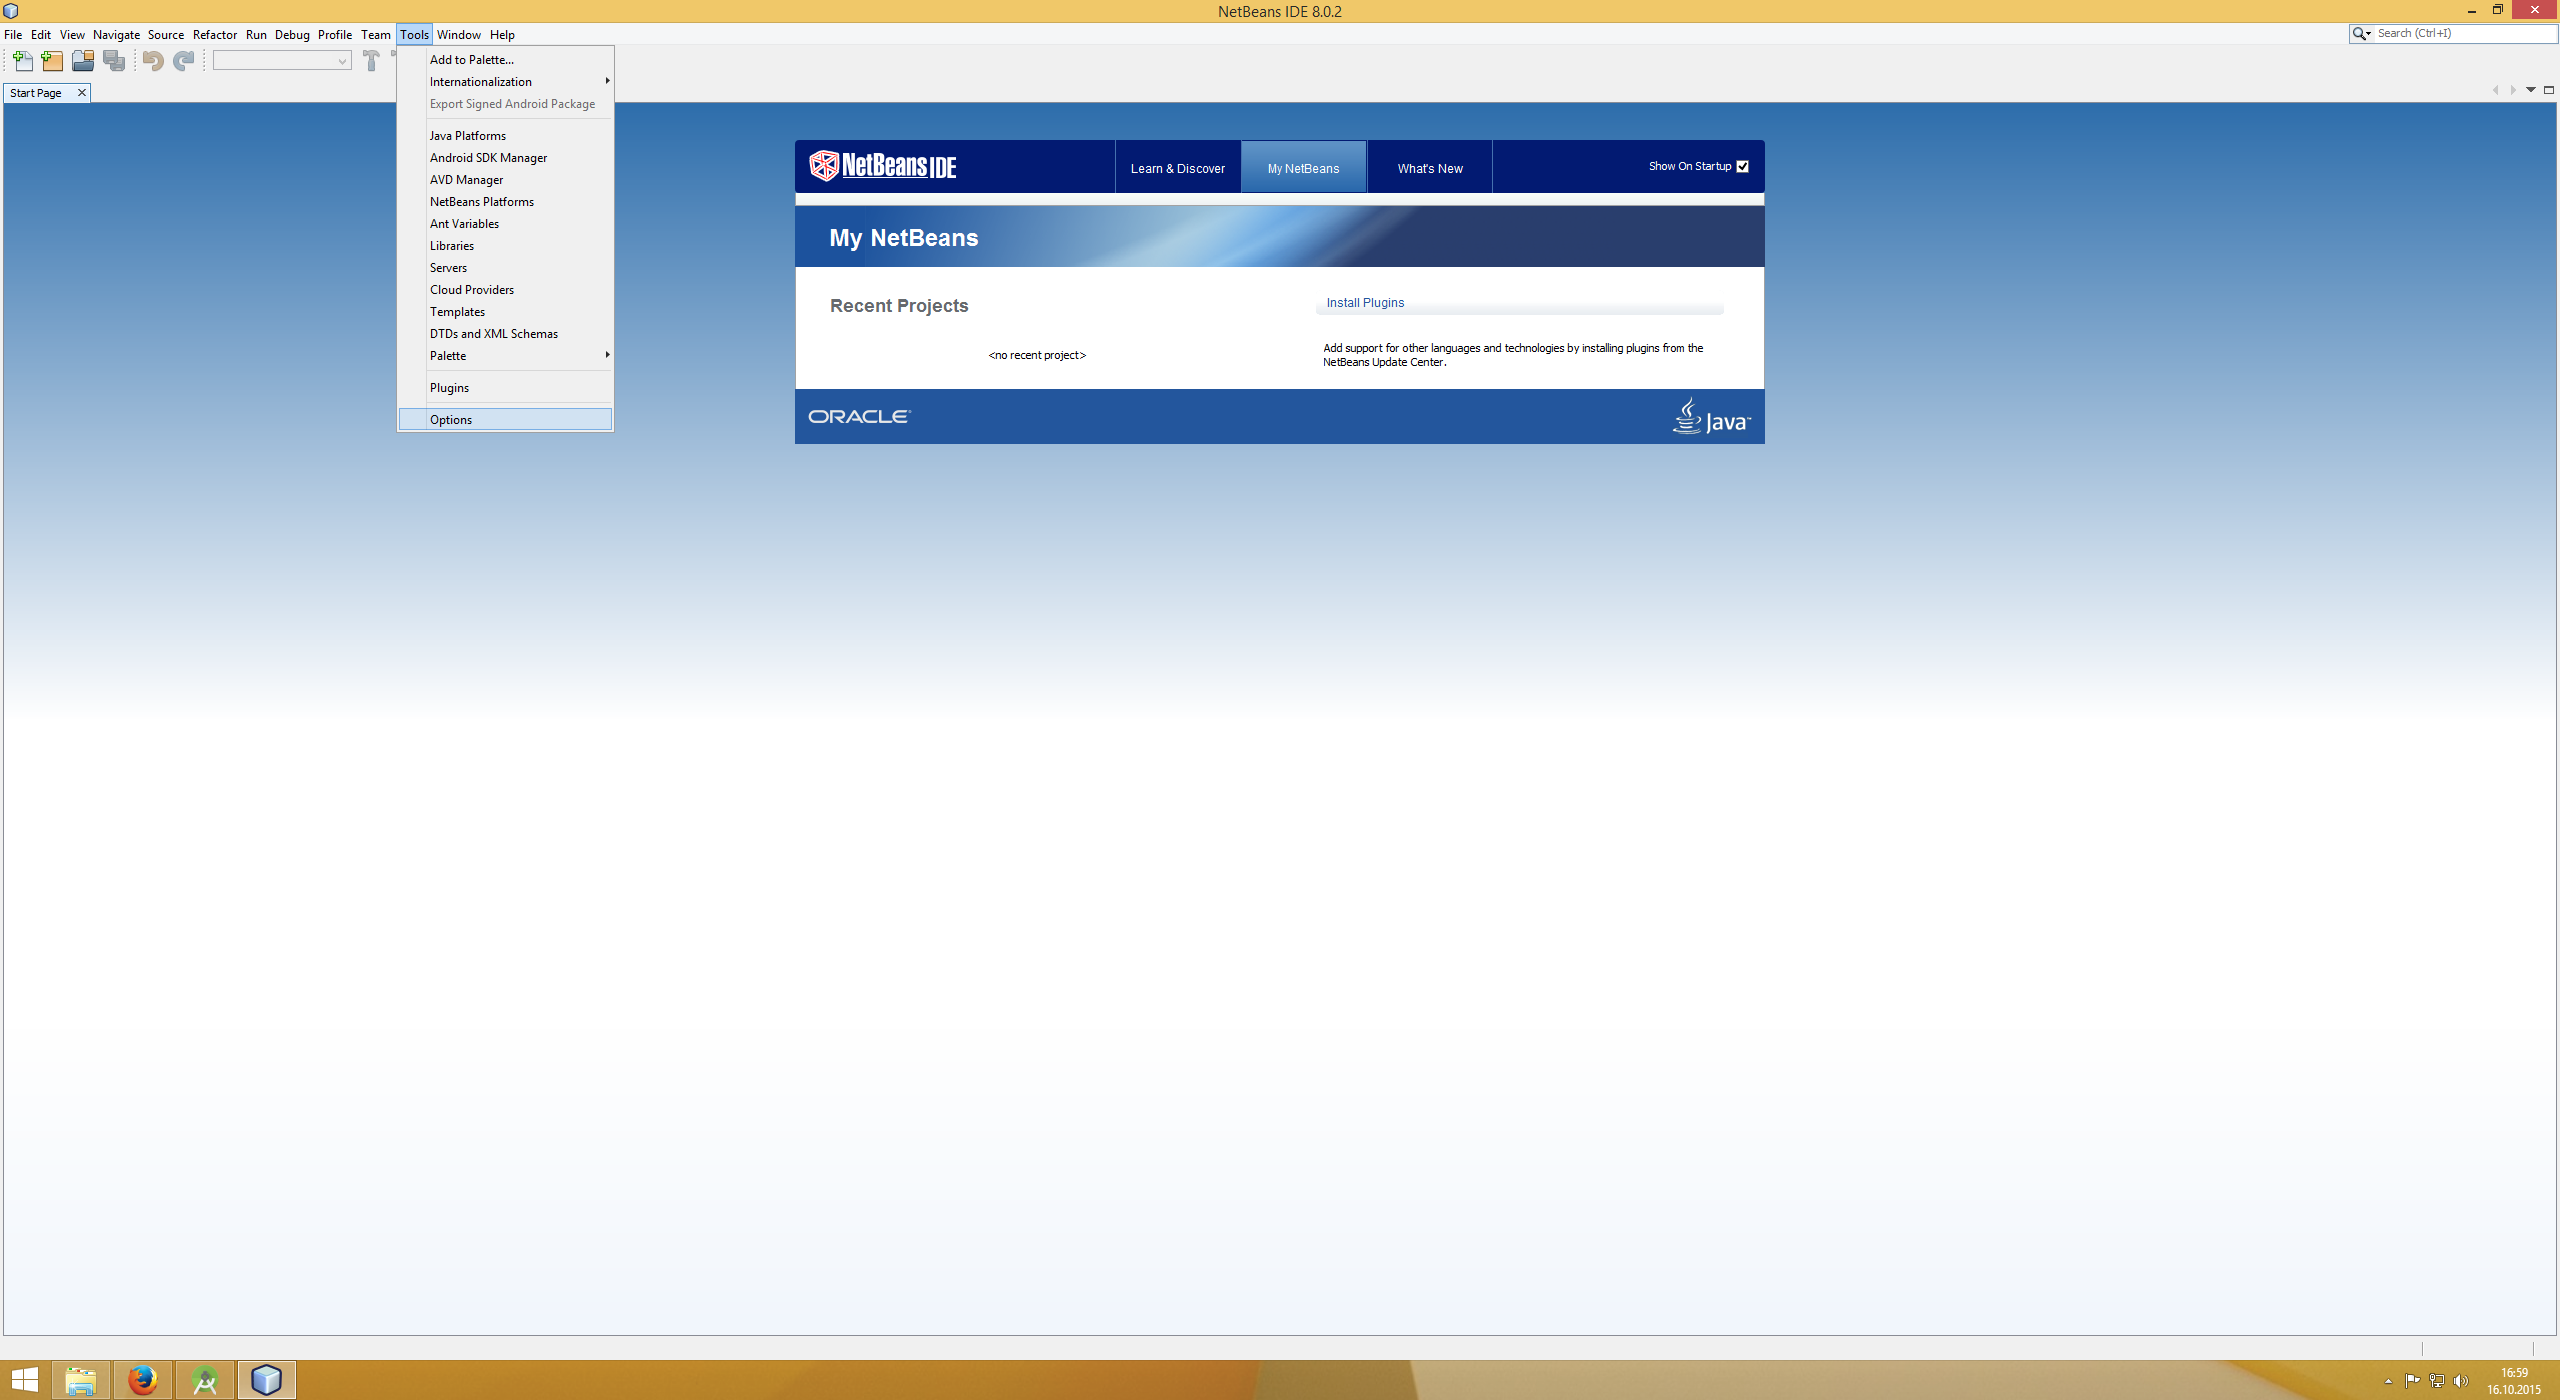 NetBeans IDE 8.0.2
File Edit View Navigate Source Refactor Run Debug Profile Team Tools Window Help
Search (Ctrl+I)
Start Page
Add to Palette...
Internationalization
Export Signed Android Package
Java Platforms
Android SDK Manager
AVD Manager
NetBeans Platforms
Ant Variables
Libraries
Servers
Cloud Providers
Templates
DTDs and XML Schemas
Palette
Plugins
Options
NetBeans IDE
Learn & Discover
My NetBeans
What's New
Show On Startup
My NetBeans
Recent Projects
<no recent project>
Install Plugins
Add support for other languages and technologies by installing plugins from the
NetBeans Update Center.
ORACLE
Java
16:59
16.10.2015